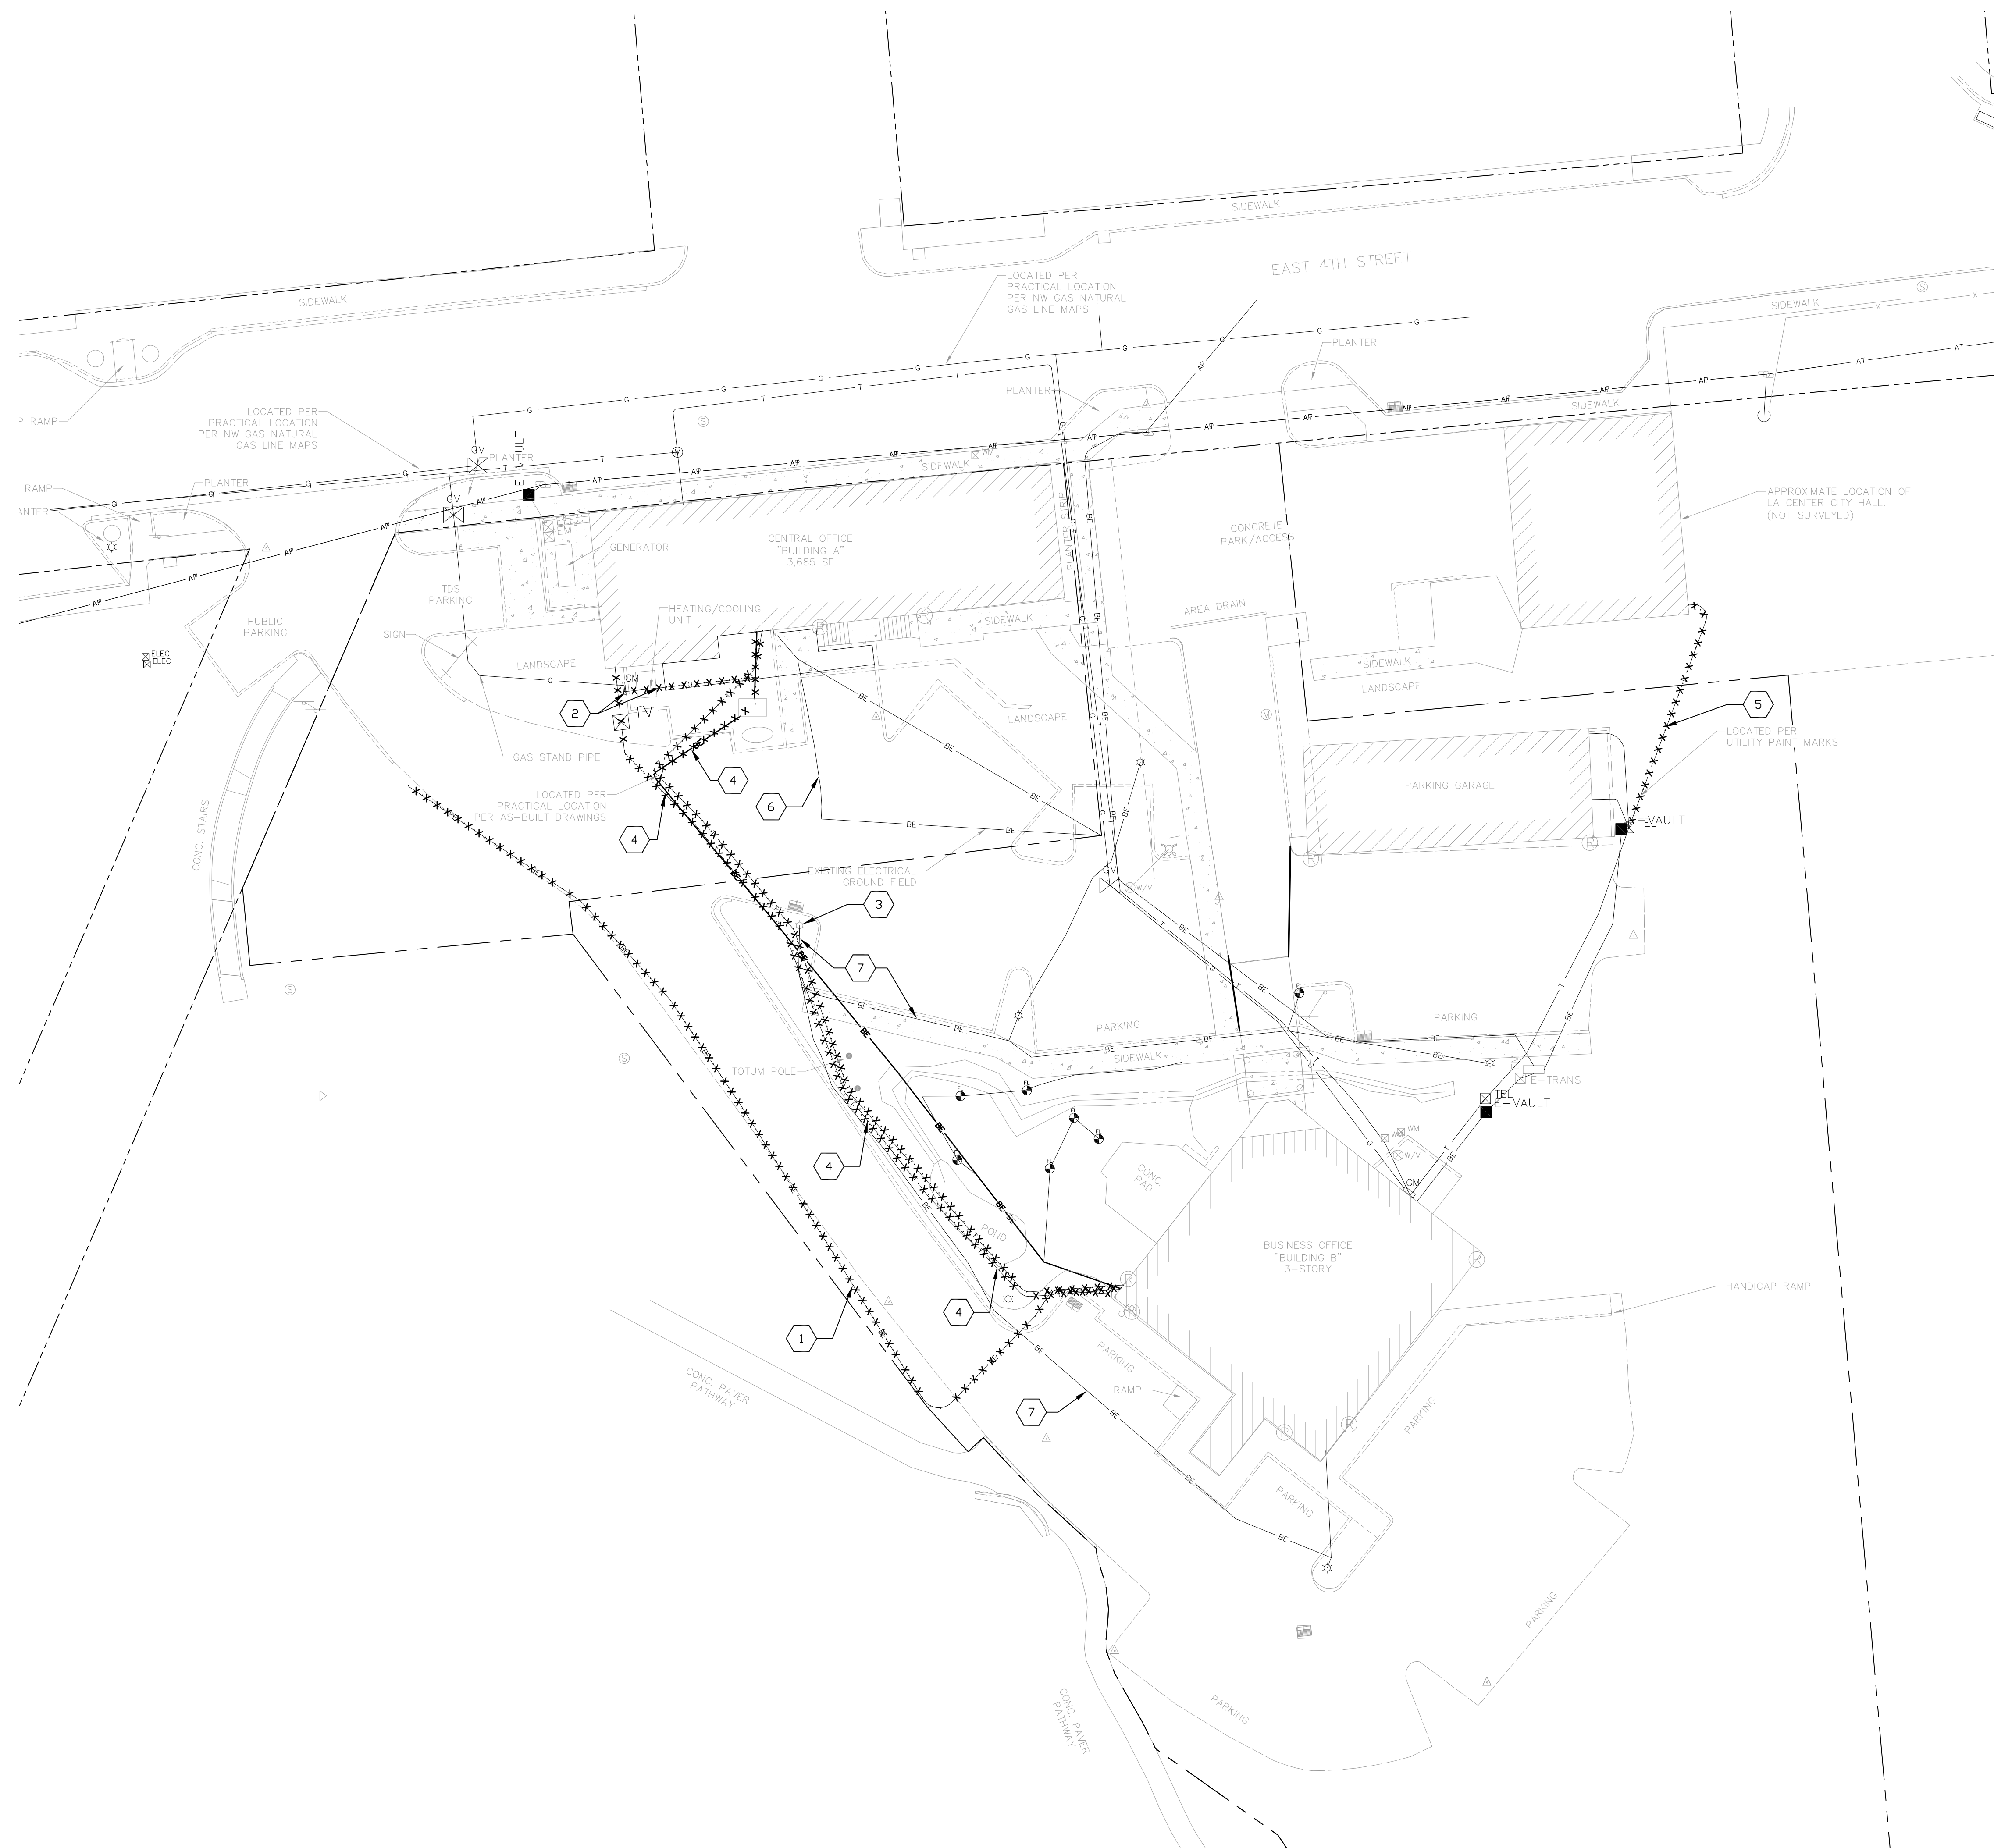 SIDEWALK
SIDEWALK
EAST 4TH STREET
LOCATED PER
PRACTICAL LOCATION
PER NW GAS NATURAL
GAS LINE MAPS
SIDEWALK
PLANTER
PLANTER
SIDEWALK
LOCATED PER
PRACTICAL LOCATION
PER NW GAS NATURAL
GAS LINE MAPS
RAMP
GV
PLANTER
SIDEWALK
WM
RAMP
PLANTER
GV
ELEC
EM
GENERATOR
CENTRAL OFFICE
"BUILDING A"
3,685 SF
PLANTER STRIP
CONCRETE
PARK/ACCESS
APPROXIMATE LOCATION OF
LA CENTER CITY HALL.
(NOT SURVEYED)
TDS
PARKING
PUBLIC
PARKING
SIGN
HEATING/COOLING
UNIT
SIDEWALK
AREA DRAIN
ELEC
ELEC
LANDSCAPE
GM
2
TV
LANDSCAPE
SIDEWALK
LANDSCAPE
5
LOCATED PER
UTILITY PAINT MARKS
GAS STAND PIPE
4
6
PARKING GARAGE
LOCATED PER
PRACTICAL LOCATION
PER AS-BUILT DRAWINGS
4
TEL
CONC. STAIRS
EXISTING ELECTRICAL
GROUND FIELD
GV
W/V
3
7
PARKING
PARKING
SIDEWALK
TOTUM POLE
E-TRANS
TEL
E-VAULT
4
CONC.
PAD
WM
WM
W/V
GM
POND
BUSINESS OFFICE
"BUILDING B"
3-STORY
HANDICAP RAMP
4
1
PARKING
RAMP
CONC. PAVER
PATHWAY
7
PARKING
PARKING
PARKING
PARKING
CONC. PAVER
PATHWAY